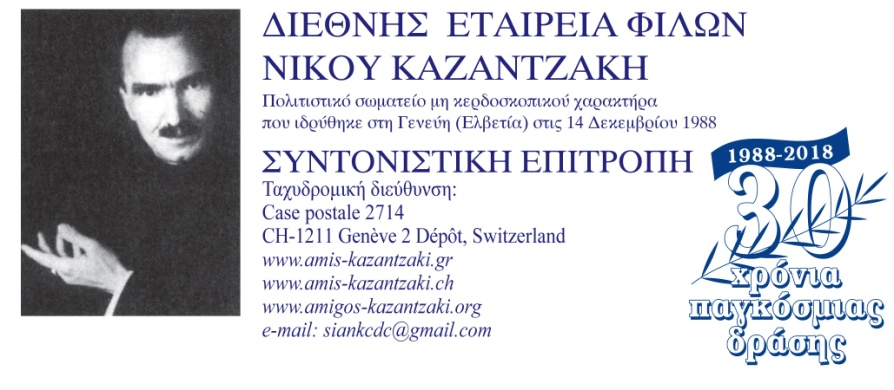 ΔΙΕΘΝΗΣ ΕΤΑΙΡΕΙΑ ΦΙΛΩΝ
ΝΙΚΟΥ ΚΑΖΑΝΤΖΑΚΗ
Πολιτιστικό σωματείο μη κερδοσκοπικού χαρακτήρα
που ιδρύθηκε στη Γενεύη (Ελβετία) στις 14 Δεκεμβρίου 1988
ΣΥΝΤΟΝΙΣΤΙΚΗ ΕΠΙΤΡΟΠΗ
Ταχυδρομική διεύθυνση:
Case postale 2714
CH-1211 Genève 2 Dépôt, Switzerland
www.amis-kazantzaki.gr
www.amis-kazantzaki.ch
www.amigos-kazantzaki.org
e-mail: siankcdc@gmail.com
1988-2018
30
χρόνια
παγκόσμιας
δράσης